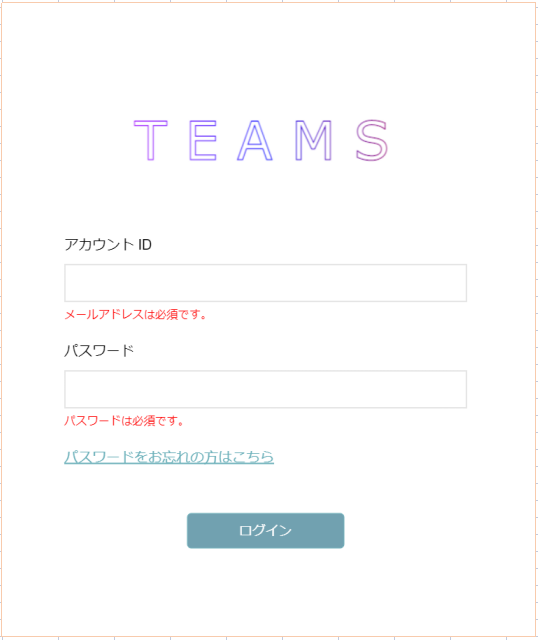 TEAMS
アカウント ID
メールアドレスは必須です。
パスワード
パスワードは必須です。
パスワードをお忘れの方はこちら
ログイン